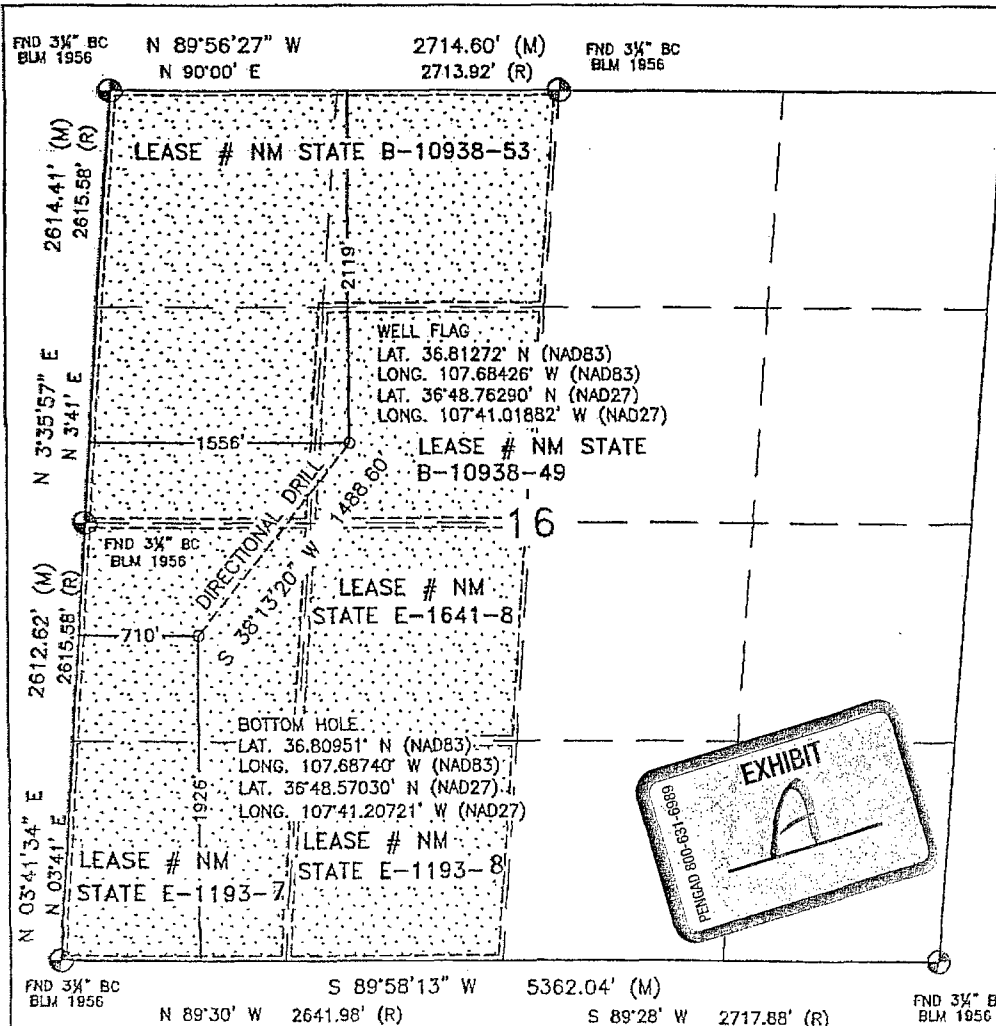 FND 3¼" BC
BLM 1956
N 89°56'27" W
2714.60' (M)
N 90°00' E
2713.92' (R)
FND 3¼" BC
BLM 1956
LEASE # NM STATE B-10938-53
2614.41' (M)
2615.58' (R)
N 3°35'57" E
N 3°41' E
2119'
WELL FLAG
LAT. 36.81272° N (NAD83)
LONG. 107.68426° W (NAD83)
LAT. 36°48.76290' N (NAD27)
LONG. 107°41.01882' W (NAD27)
1556'
LEASE # NM STATE
B-10938-49
DIRECTIONAL DRILL
S 38°13'20" W 1488.60'
16
FND 3¼" BC
BLM 1956
LEASE # NM
STATE E-1641-8
2612.62' (M)
2615.58' (R)
N 03°41'34" E
N 03°41' E
710'
BOTTOM HOLE
LAT. 36.80951° N (NAD83)
LONG. 107.68740° W (NAD83)
LAT. 36°48.57030' N (NAD27)
LONG. 107°41.20721' W (NAD27)
1926'
LEASE # NM
STATE E-1193-7
LEASE # NM
STATE E-1193-8
EXHIBIT
A
PENGAD 800-631-6989
FND 3¼" BC
BLM 1956
S 89°58'13" W
5362.04' (M)
N 89°30' W
2641.98' (R)
S 89°28' W
2717.88' (R)
FND 3¼" B
BLM 1956